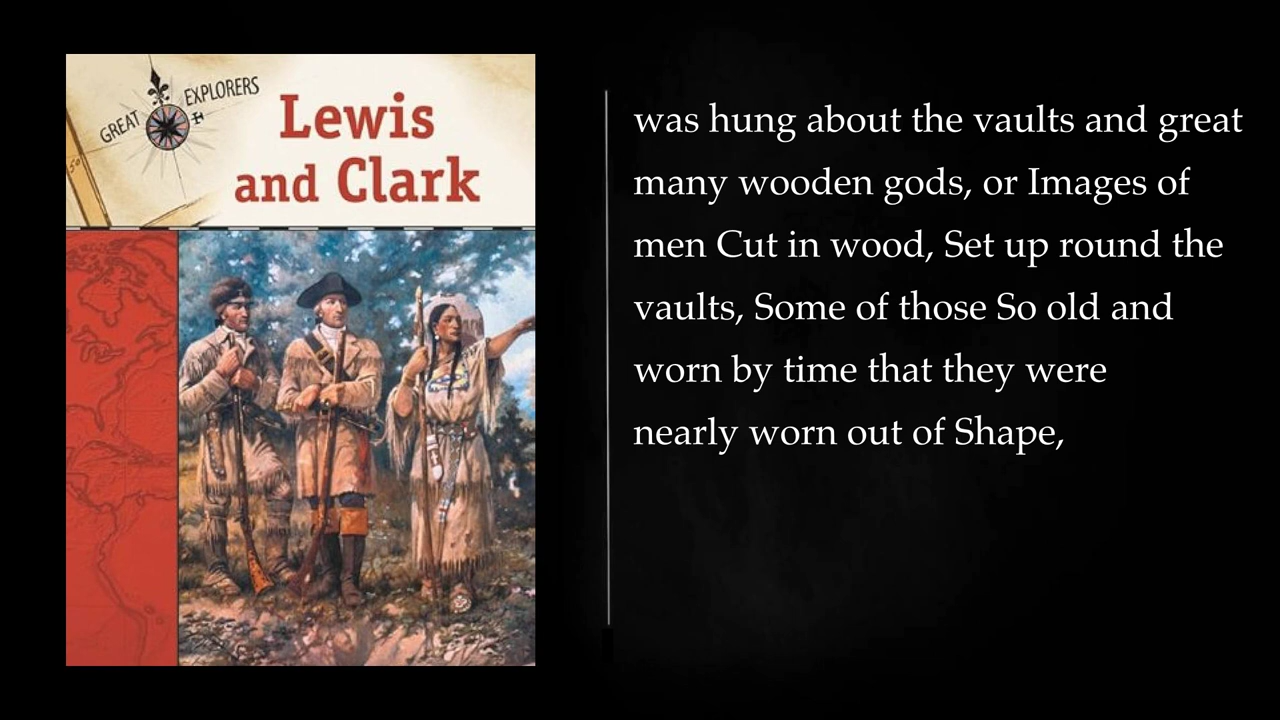 GREAT EXPLORERS
Lewis
and Clark
50
was hung about the vaults and great
many wooden gods, or Images of
men Cut in wood, Set up round the
vaults, Some of those So old and
worn by time that they were
nearly worn out of Shape,